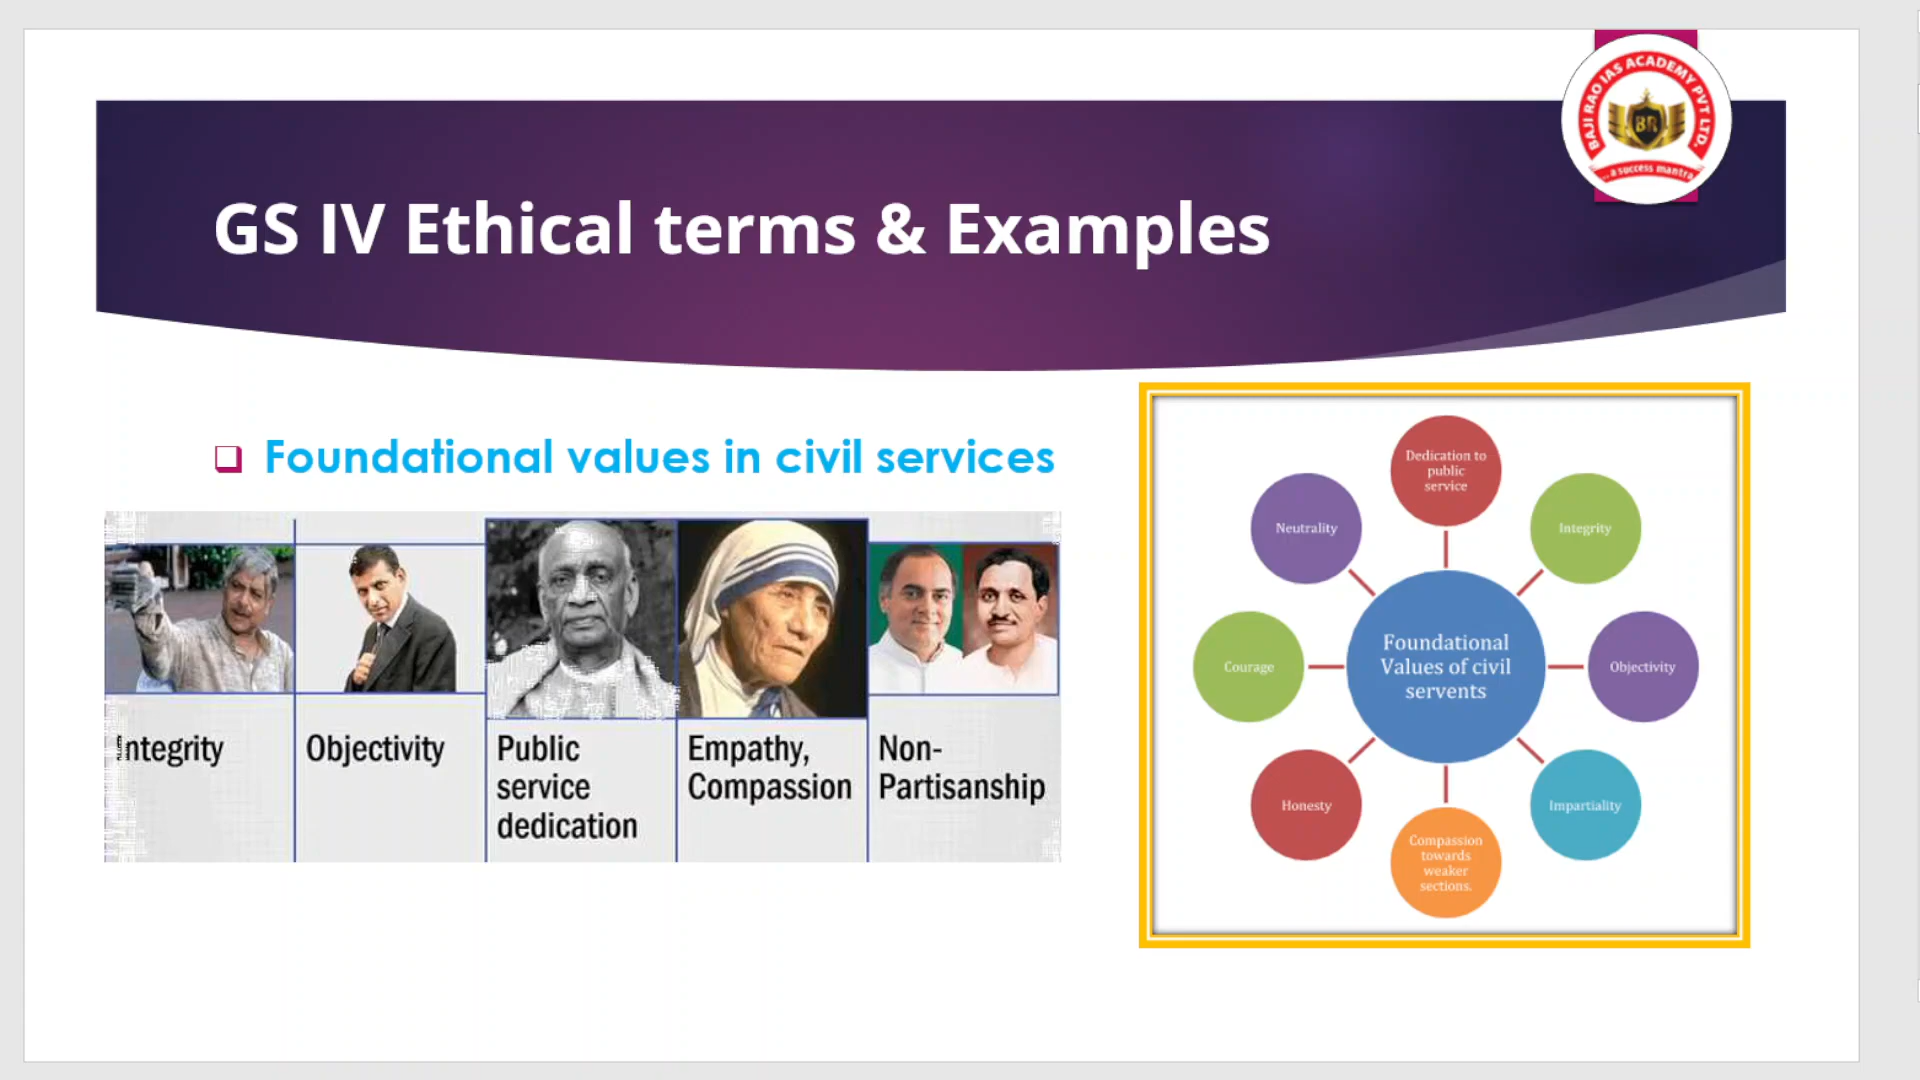 BAJI RAO IAS ACADEMY PVT LTD.
BR
... a success mantra
GS IV Ethical terms & Examples
Foundational values in civil services
Integrity
Objectivity
Public
service
dedication
Empathy,
Compassion
Non-
Partisanship
Dedication to
public
service
Neutrality
Integrity
Foundational
Values of civil
servents
Courage
Objectivity
Honesty
Impartiality
Compassion
towards
weaker
sections.